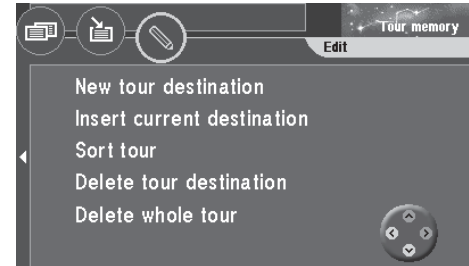 Tour memory
Edit
New tour destination
Insert current destination
Sort tour
Delete tour destination
Delete whole tour